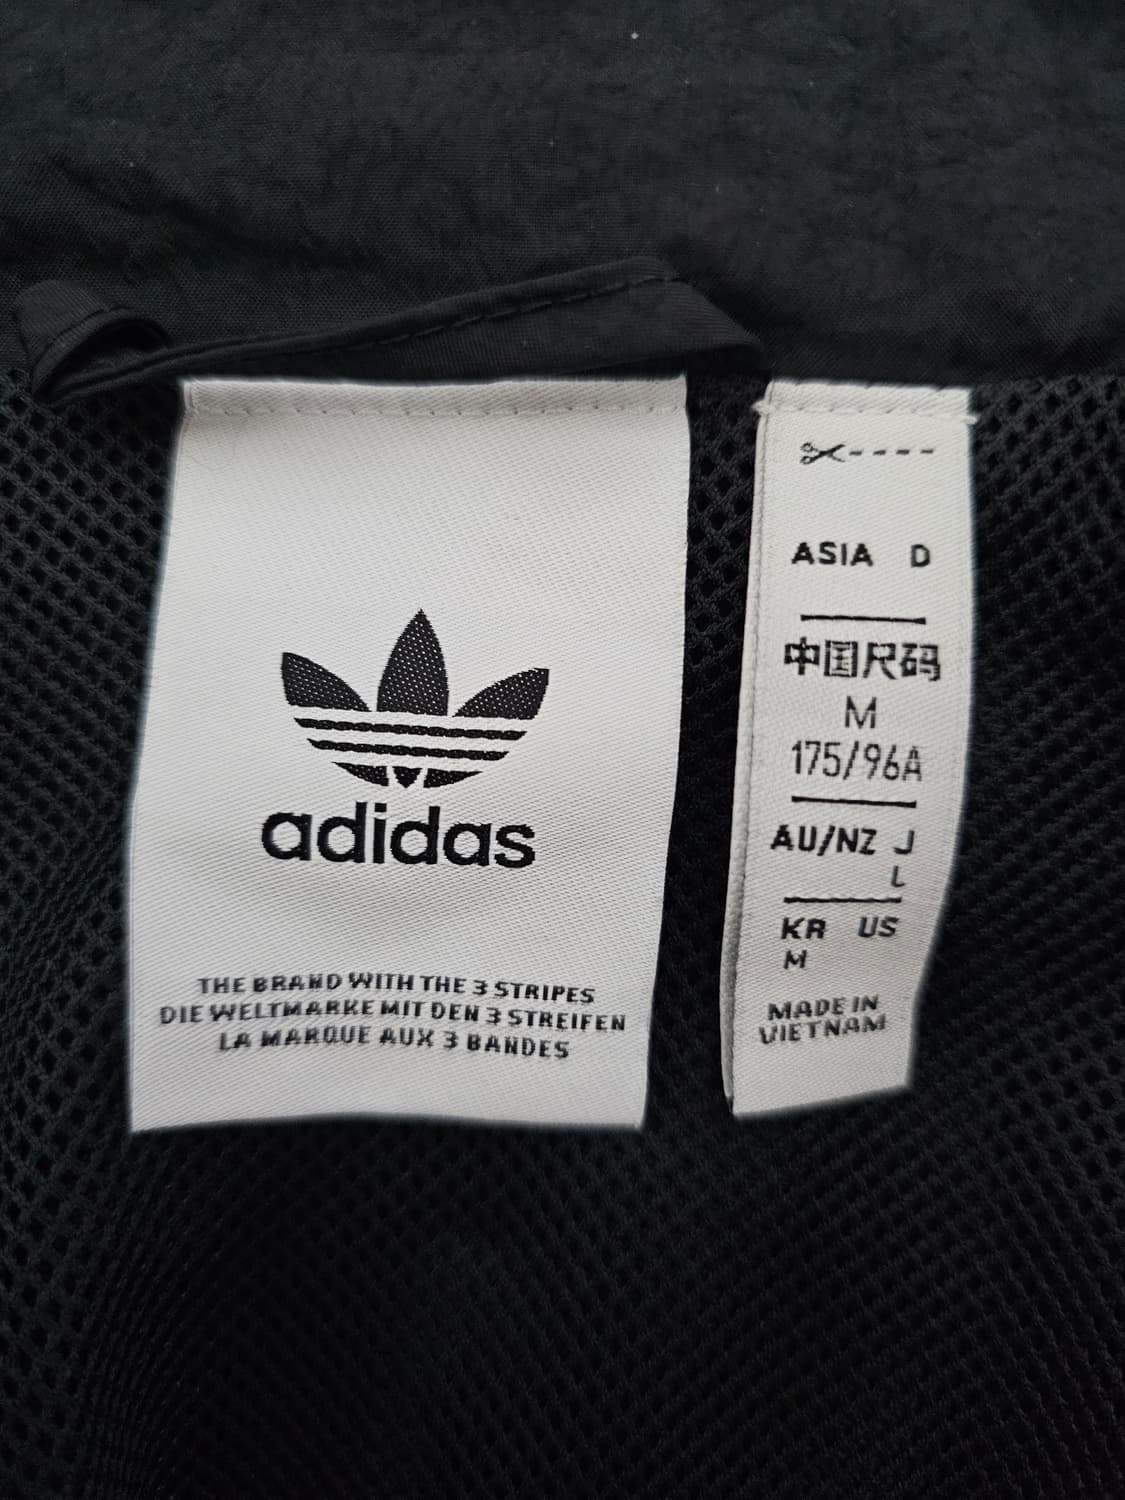 adidas
THE BRAND WITH THE 3 STRIPES
DIE WELTMARKE MIT DEN 3 STREIFEN
LA MARQUE AUX 3 BANDES
ASIA D
中国尺码
M
175/96A
AU/NZ J
L
KR US
M
MADE IN
VIETNAM